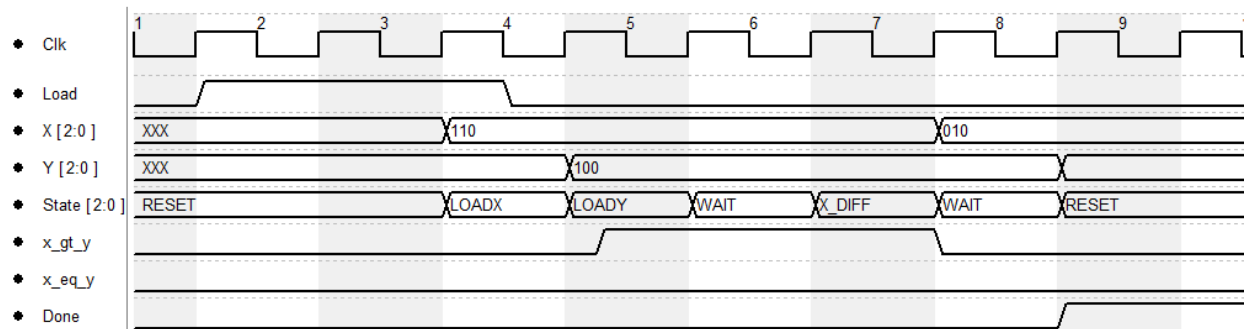 1 2 3 4 5 6 7 8 9 1
Clk
Load
X [ 2:0 ] XXX 110 010
Y [ 2:0 ] XXX 100
State [ 2:0 ] RESET LOADX LOADY WAIT X_DIFF WAIT RESET
x_gt_y
x_eq_y
Done